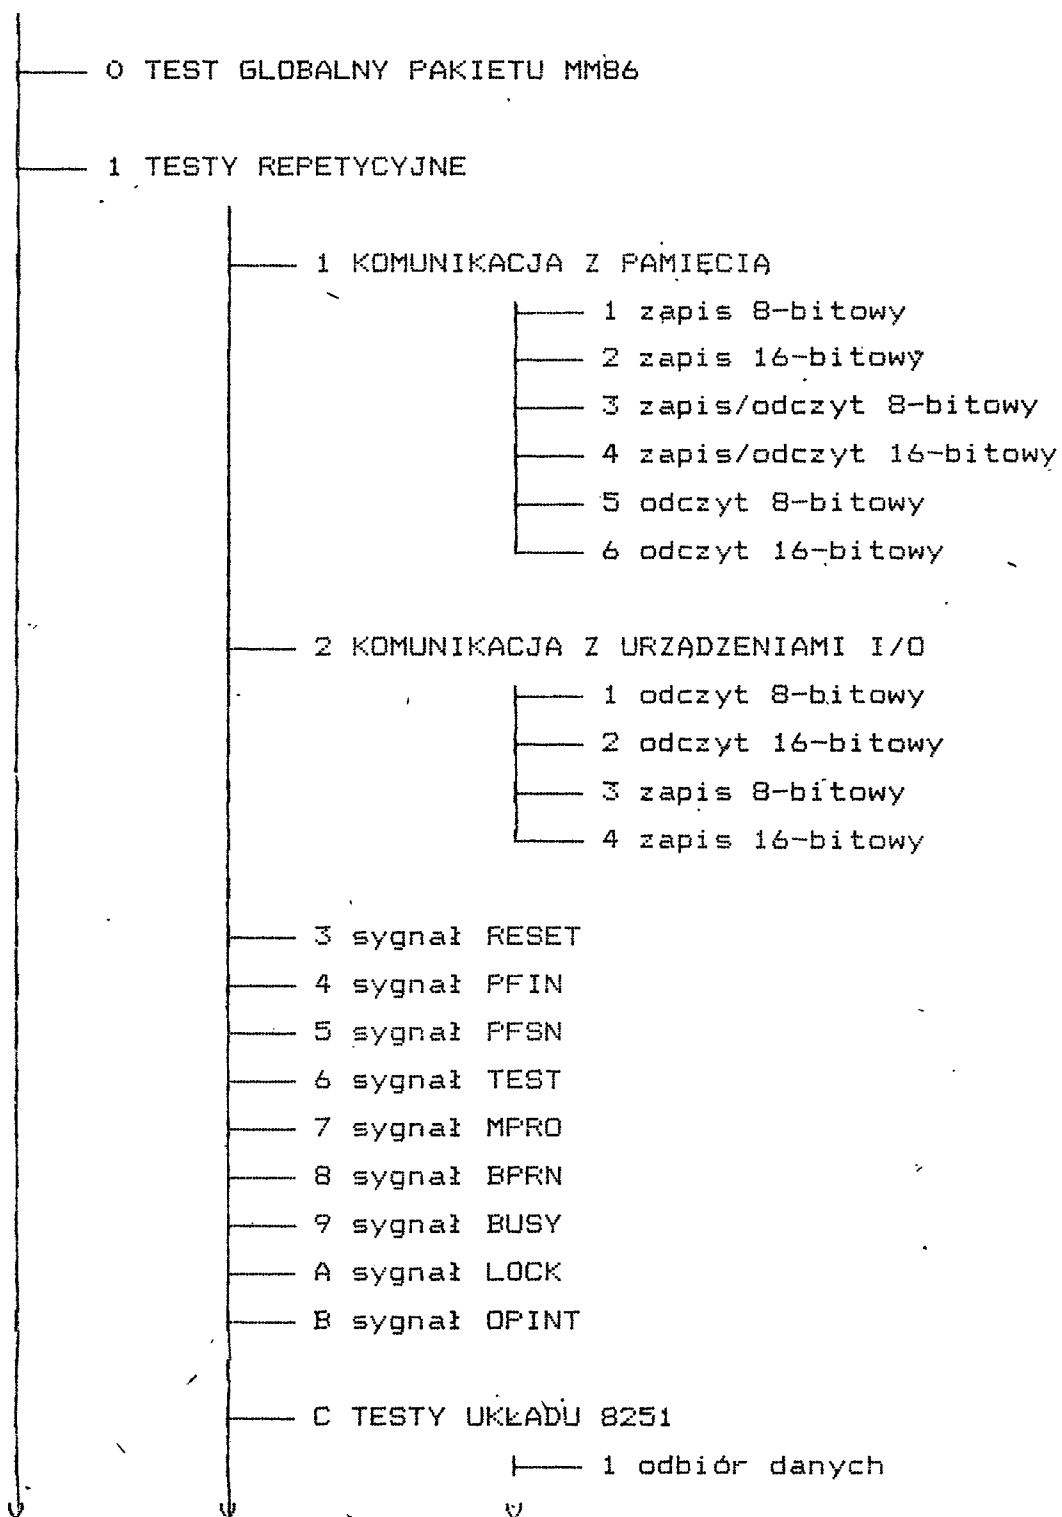 0 TEST GLOBALNY PAKIETU MM86
1 TESTY REPETYCYJNE
1 KOMUNIKACJA Z PAMIĘCIĄ
1 zapis 8-bitowy
2 zapis 16-bitowy
3 zapis/odczyt 8-bitowy
4 zapis/odczyt 16-bitowy
5 odczyt 8-bitowy
6 odczyt 16-bitowy
2 KOMUNIKACJA Z URZĄDZENIAMI I/O
1 odczyt 8-bitowy
2 odczyt 16-bitowy
3 zapis 8-bitowy
4 zapis 16-bitowy
3 sygnał RESET
4 sygnał PFIN
5 sygnał PFSN
6 sygnał TEST
7 sygnał MPRO
8 sygnał BPRN
9 sygnał BUSY
A sygnał LOCK
B sygnał OPINT
C TESTY UKŁADU 8251
1 odbiór danych